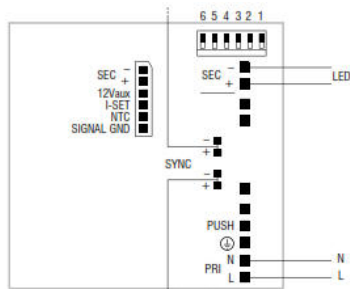 6 5 4 3 2 1
SEC - +
12Vaux
I-SET
NTC
SIGNAL GND
SEC - +
LED
SYNC
- +
- +
PUSH
PRI
N
L
N
L